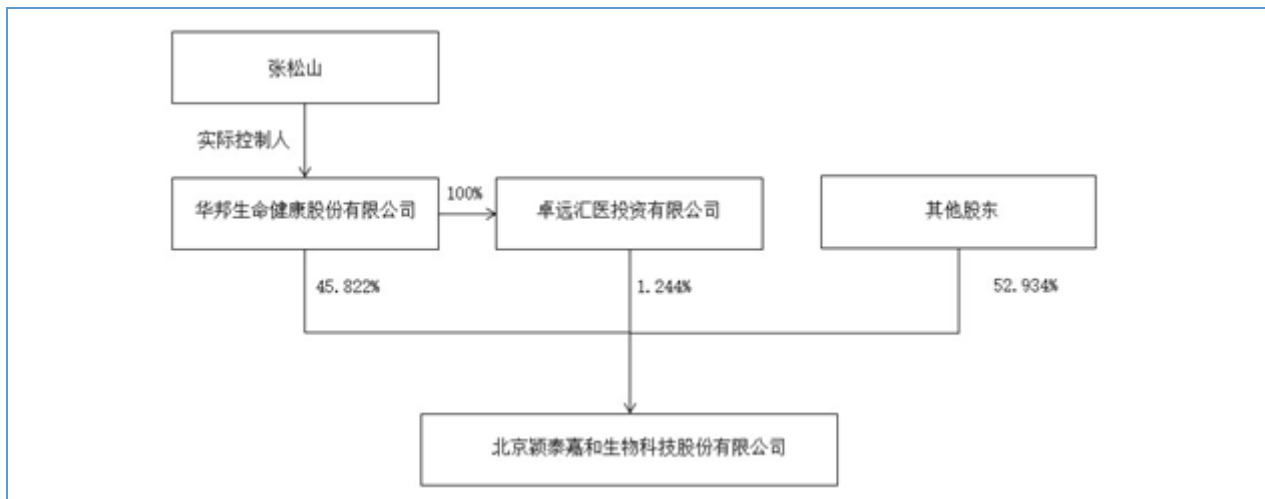 张松山
实际控制人
华邦生命健康股份有限公司
100%
卓远汇医投资有限公司
其他股东
45.822%
1.244%
52.934%
北京颖泰嘉和生物科技股份有限公司